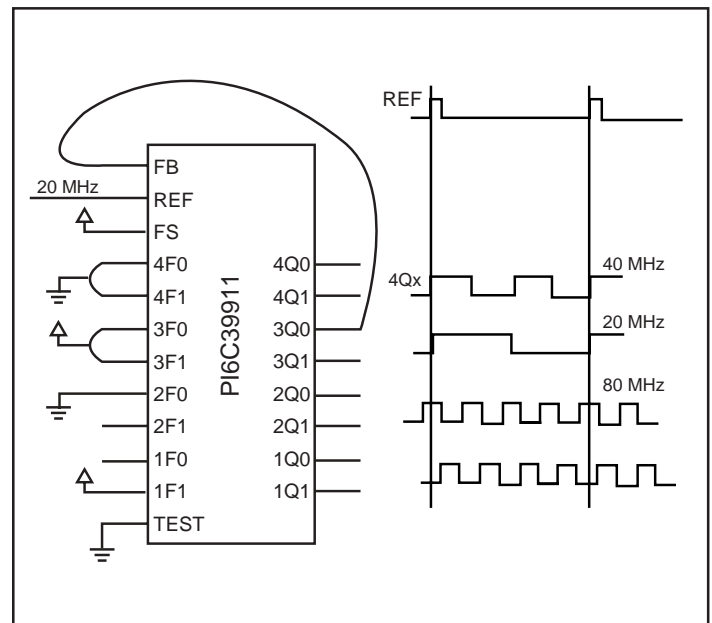 REF
FB
20 MHz
REF
FS
4F0
4F1
3F0
3F1
2F0
2F1
1F0
1F1
TEST
PI6C39911
4Q0
4Q1
3Q0
3Q1
2Q0
2Q1
1Q0
1Q1
4Qx
40 MHz
20 MHz
80 MHz